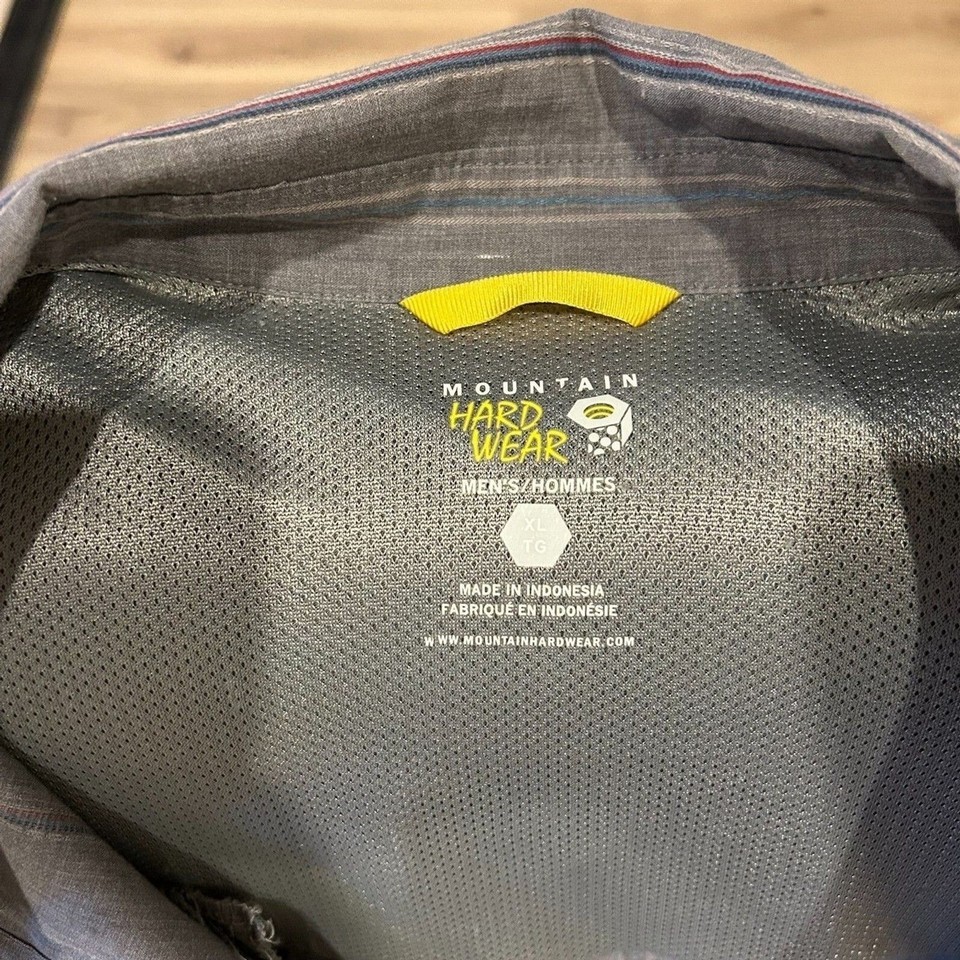 MOUNTAIN
HARD
WEAR
MEN'S/HOMMES
XL
TG
MADE IN INDONESIA
FABRIQUÉ EN INDONÉSIE
WWW.MOUNTAINHARDWEAR.COM